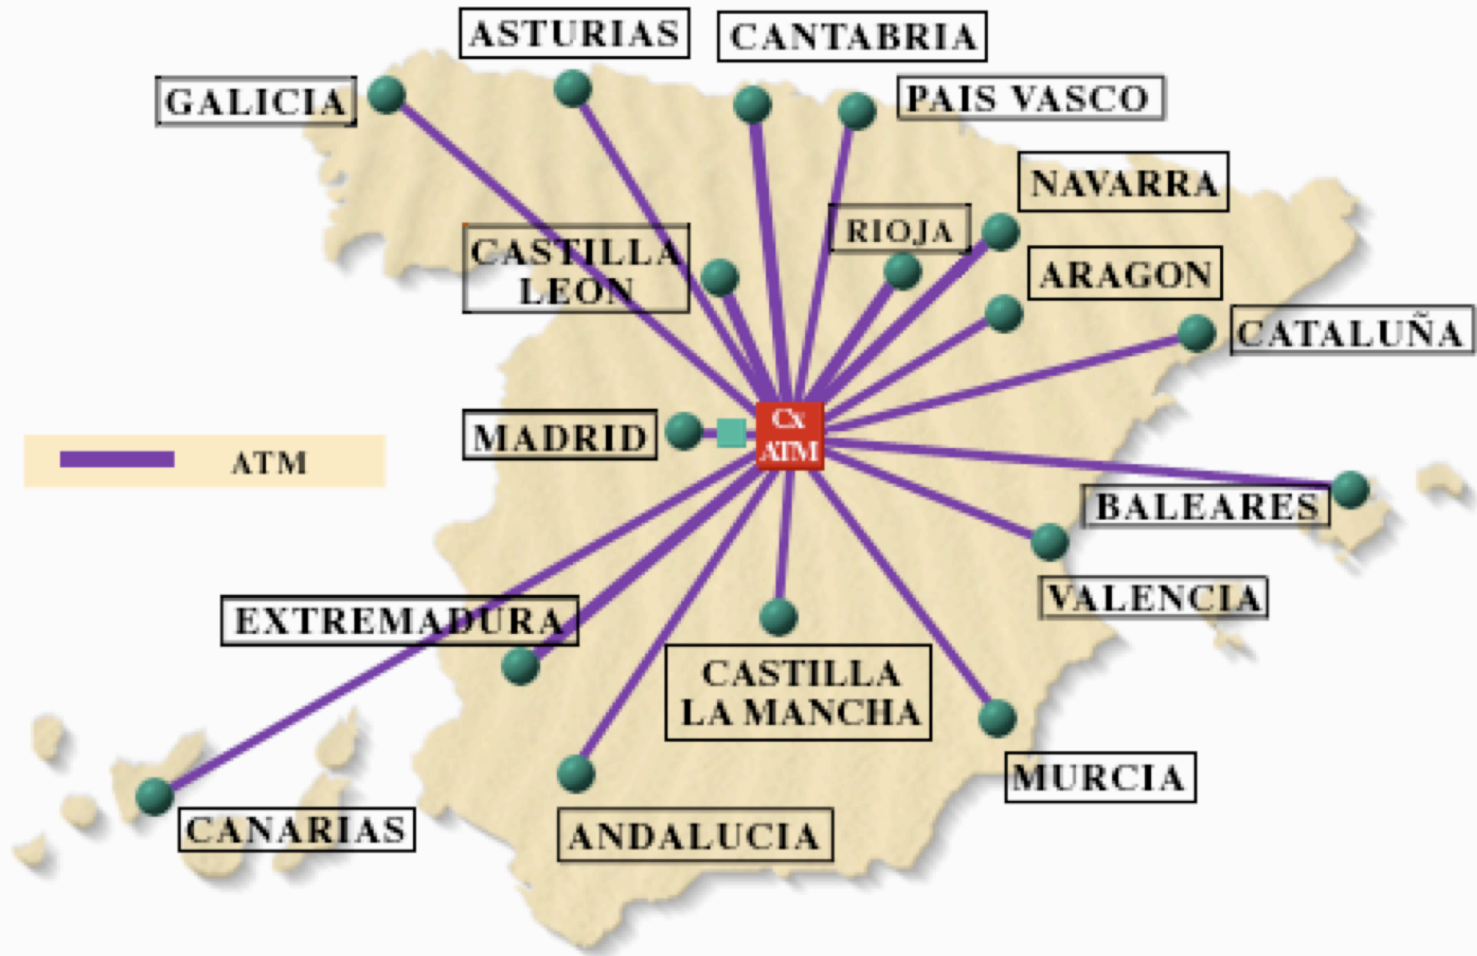 ASTURIAS
CANTABRIA
GALICIA
PAIS VASCO
NAVARRA
RIOJA
CASTILLA
LEON
ARAGON
CATALUÑA
Cx
ATM
MADRID
ATM
BALEARES
VALENCIA
EXTREMADURA
CASTILLA
LA MANCHA
MURCIA
CANARIAS
ANDALUCIA